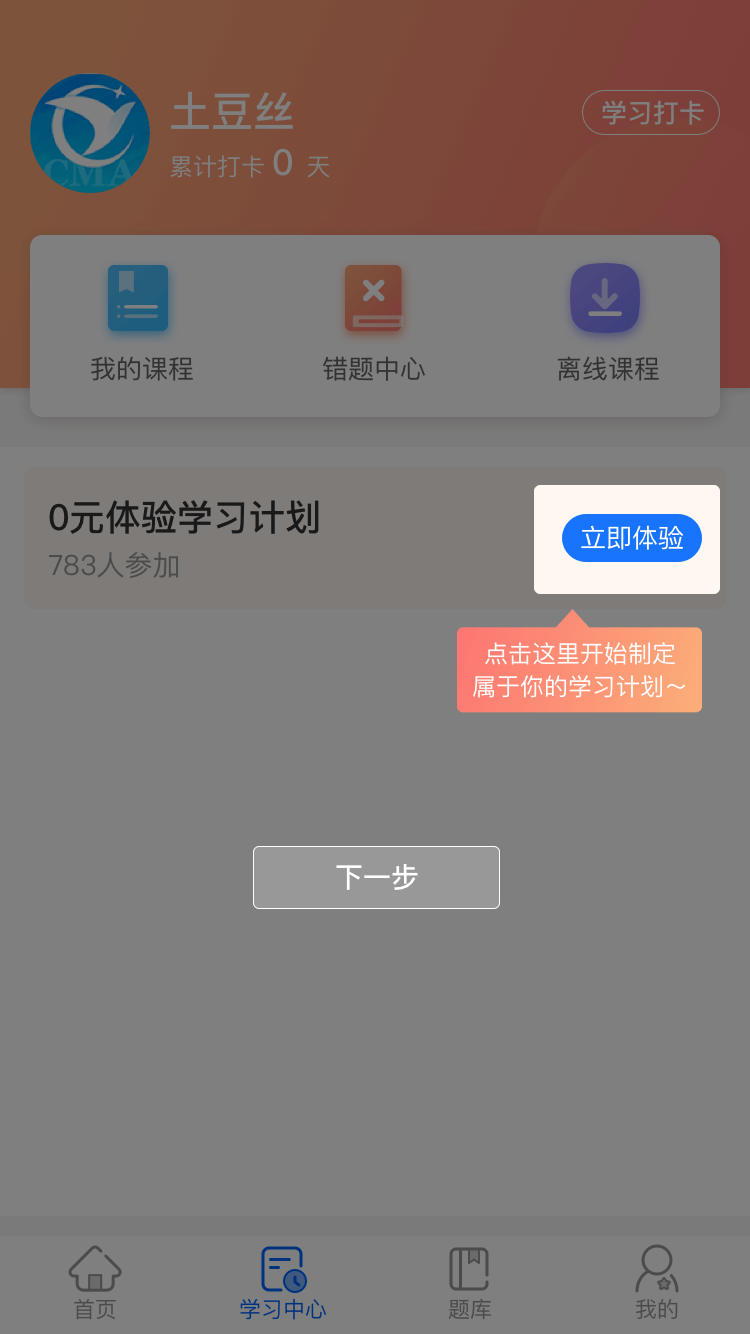 土豆丝
学习打卡
累计打卡 0 天
CMA
我的课程
错题中心
离线课程
0元体验学习计划
783人参加
立即体验
点击这里开始制定
属于你的学习计划～
下一步
首页
学习中心
题库
我的